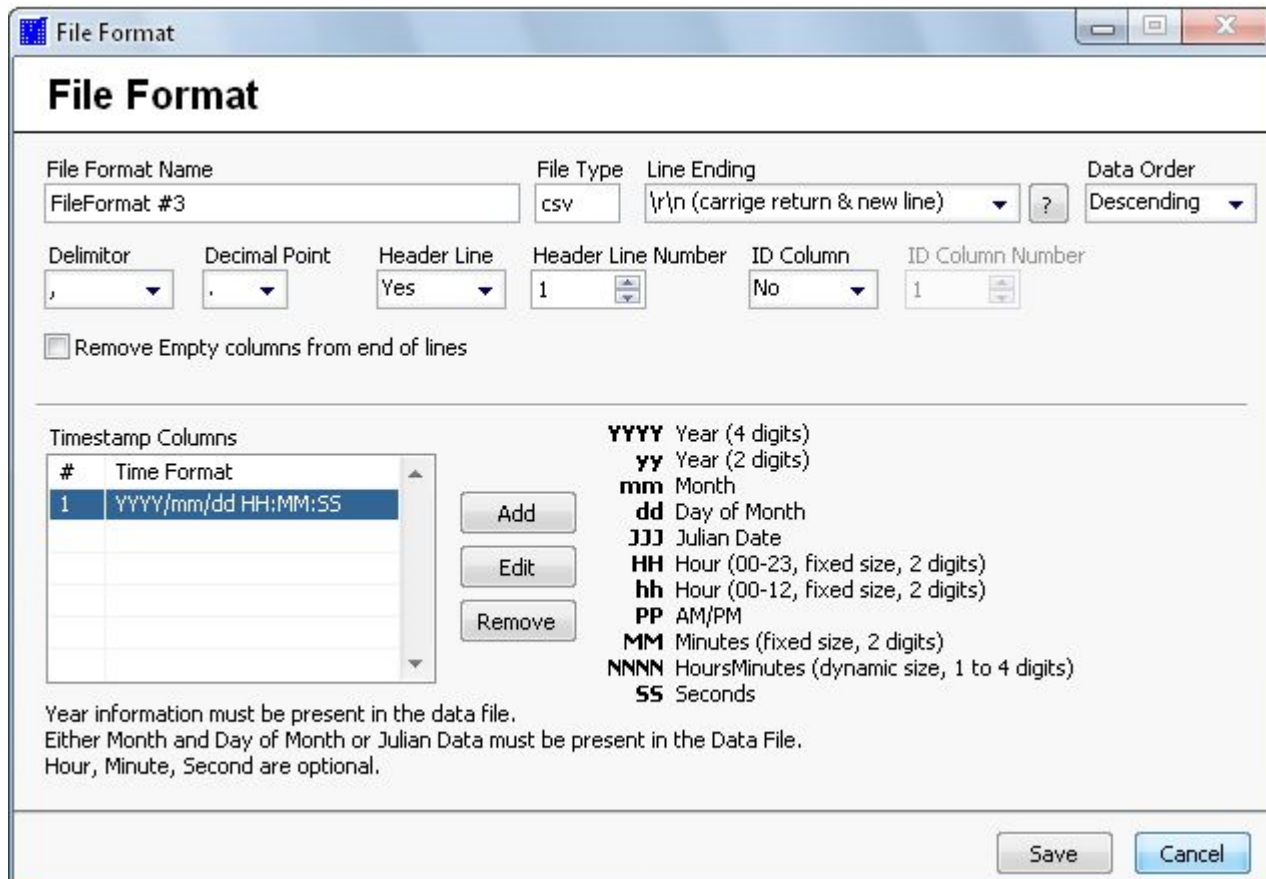 File Format
File Format
File Format Name
File Type
Line Ending
Data Order
FileFormat #3
csv
\r\n (carrige return & new line)
?
Descending
Delimitor
Decimal Point
Header Line
Header Line Number
ID Column
ID Column Number
,
.
Yes
1
No
1
Remove Empty columns from end of lines
Timestamp Columns
# Time Format
1 YYYY/mm/dd HH:MM:SS
Add
Edit
Remove
YYYY Year (4 digits)
yy Year (2 digits)
mm Month
dd Day of Month
JJJ Julian Date
HH Hour (00-23, fixed size, 2 digits)
hh Hour (00-12, fixed size, 2 digits)
PP AM/PM
MM Minutes (fixed size, 2 digits)
NNNN HoursMinutes (dynamic size, 1 to 4 digits)
SS Seconds
Year information must be present in the data file.
Either Month and Day of Month or Julian Data must be present in the Data File.
Hour, Minute, Second are optional.
Save
Cancel